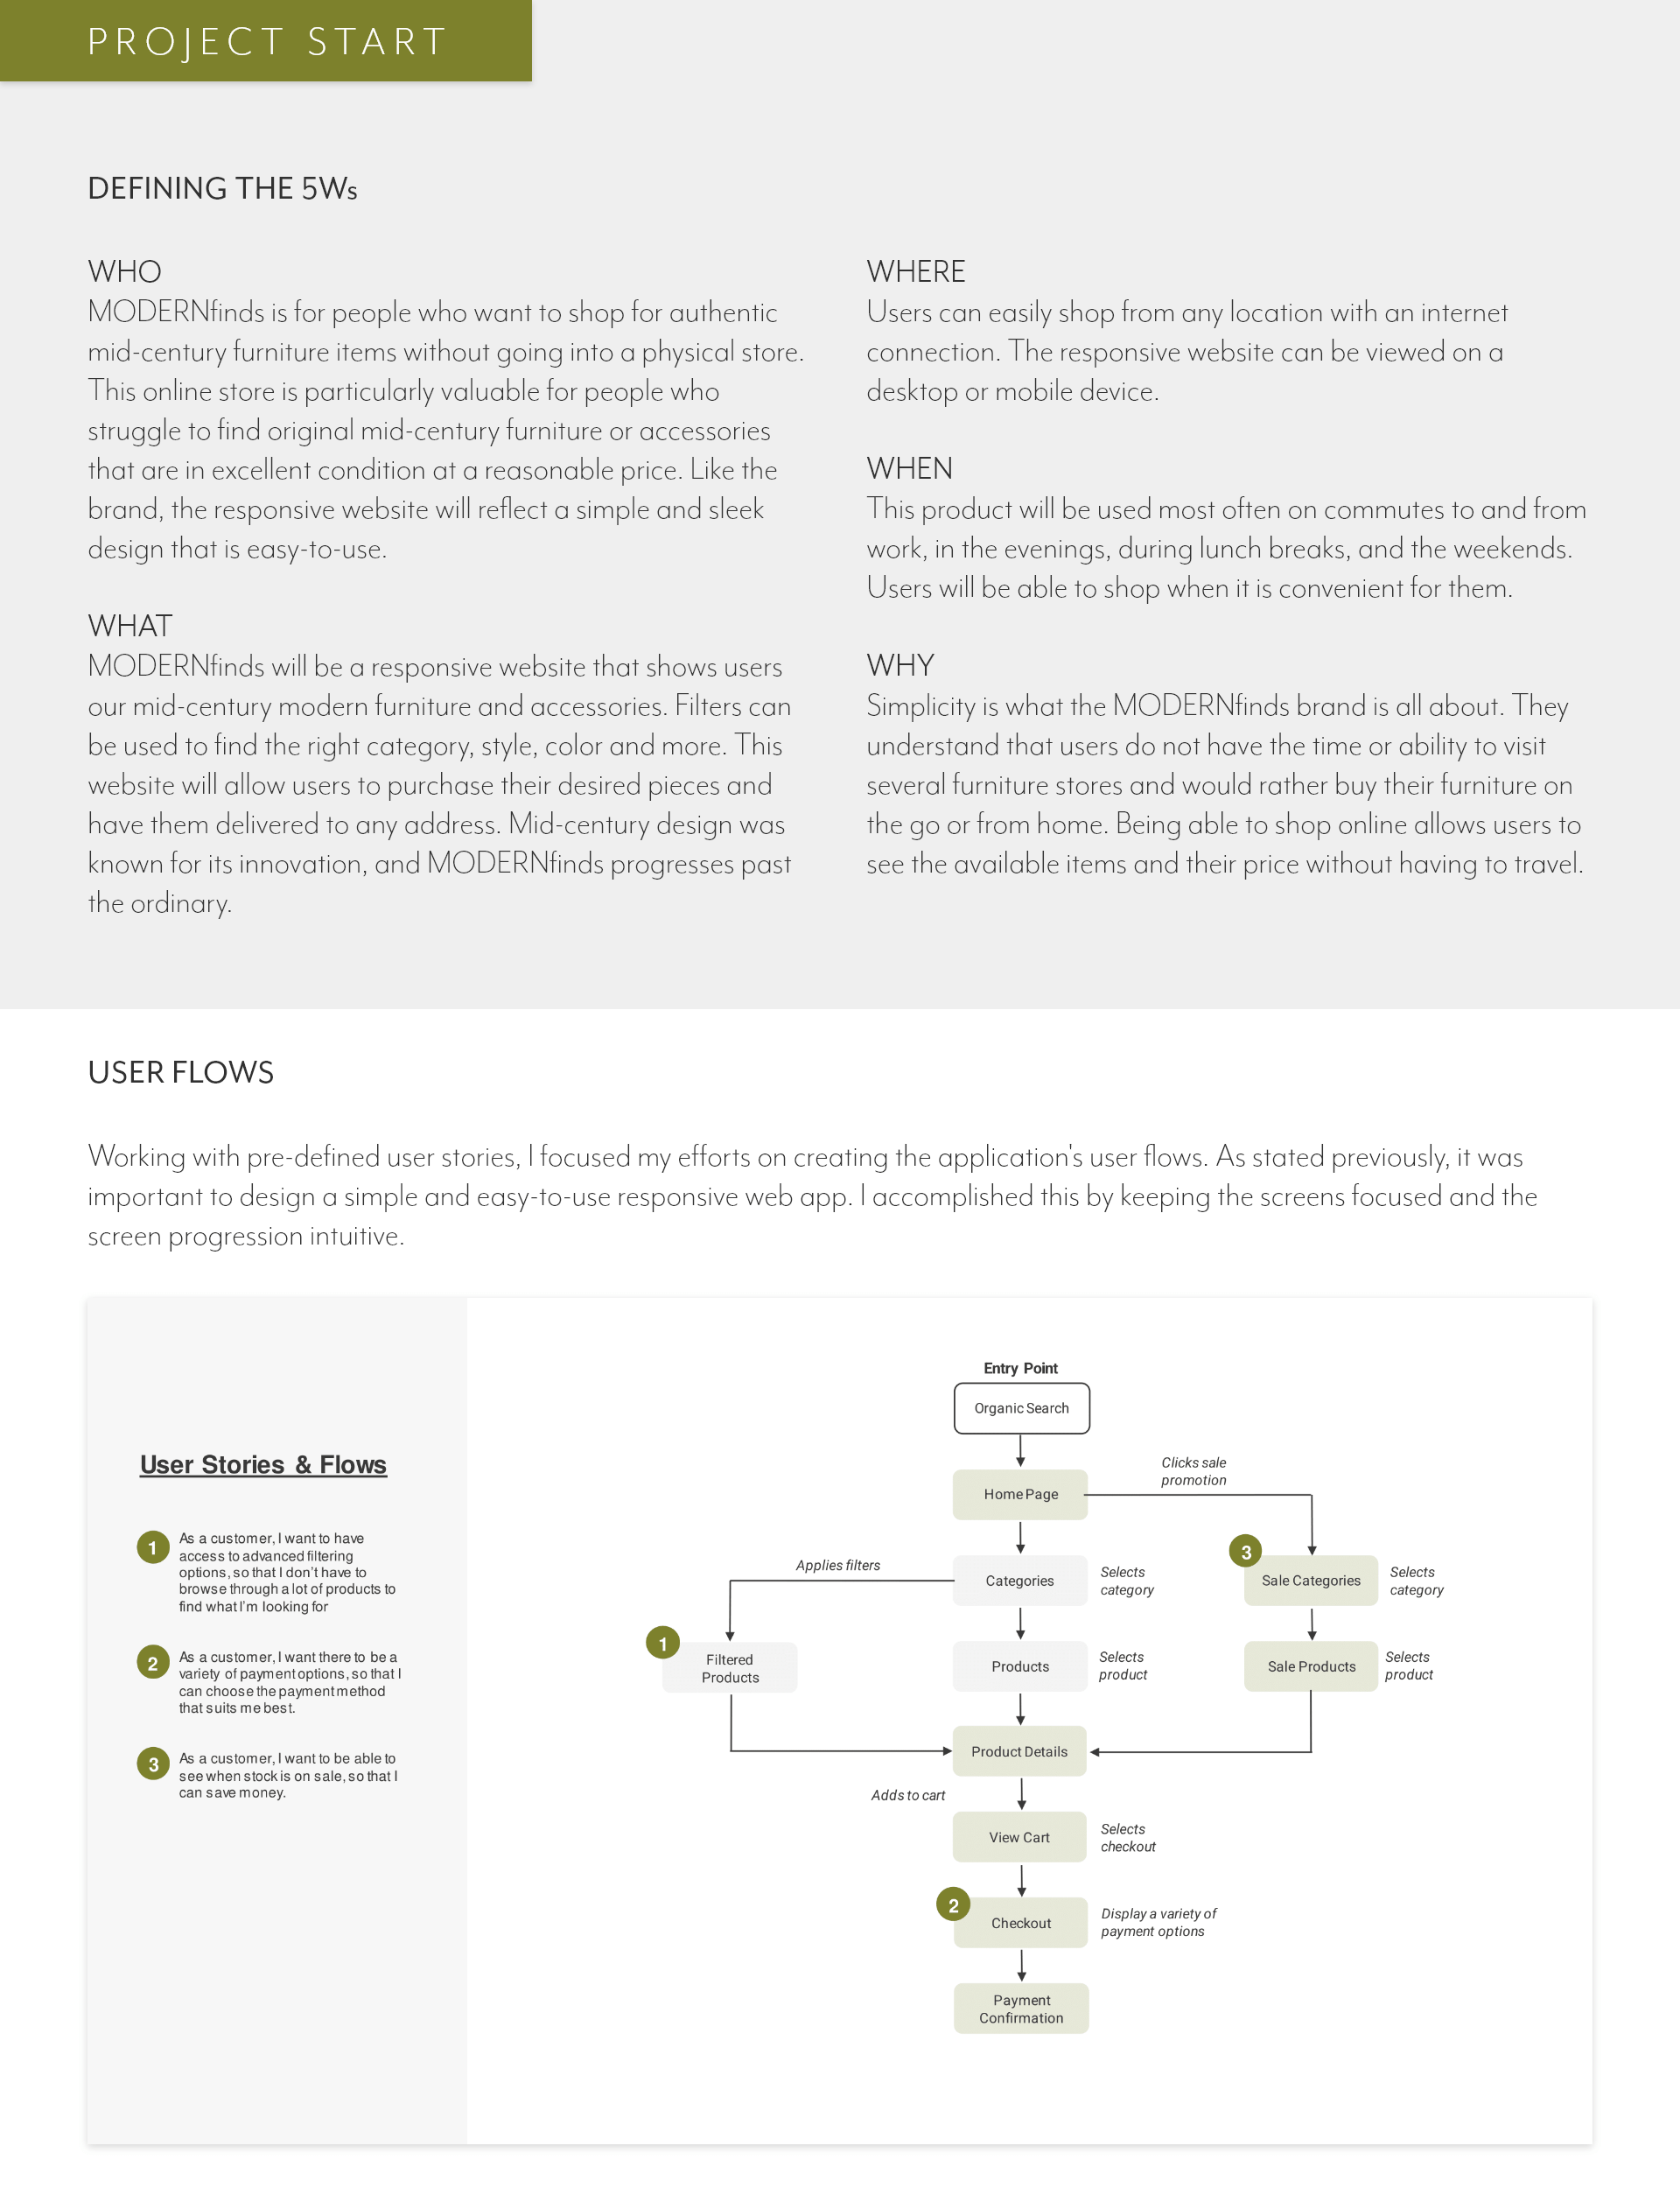 PROJECT START
DEFINING THE 5Ws
WHO
MODERNfinds is for people who want to shop for authentic
mid-century furniture items without going into a physical store.
This online store is particularly valuable for people who
struggle to find original mid-century furniture or accessories
that are in excellent condition at a reasonable price. Like the
brand, the responsive website will reflect a simple and sleek
design that is easy-to-use.
WHAT
MODERNfinds will be a responsive website that shows users
our mid-century modern furniture and accessories. Filters can
be used to find the right category, style, color and more. This
website will allow users to purchase their desired pieces and
have them delivered to any address. Mid-century design was
known for its innovation, and MODERNfinds progresses past
the ordinary.
WHERE
Users can easily shop from any location with an internet
connection. The responsive website can be viewed on a
desktop or mobile device.
WHEN
This product will be used most often on commutes to and from
work, in the evenings, during lunch breaks, and the weekends.
Users will be able to shop when it is convenient for them.
WHY
Simplicity is what the MODERNfinds brand is all about. They
understand that users do not have the time or ability to visit
several furniture stores and would rather buy their furniture on
the go or from home. Being able to shop online allows users to
see the available items and their price without having to travel.
USER FLOWS
Working with pre-defined user stories, I focused my efforts on creating the application's user flows. As stated previously, it was
important to design a simple and easy-to-use responsive web app. I accomplished this by keeping the screens focused and the
screen progression intuitive.
User Stories & Flows
1
As a customer, I want to have
access to advanced filtering
options, so that I don't have to
browse through a lot of products to
find what I'm looking for
2
As a customer, I want there to be a
variety of payment options, so that I
can choose the payment method
that suits me best.
3
As a customer, I want to be able to
see when stock is on sale, so that I
can save money.
Entry Point
Organic Search
Home Page
Clicks sale
promotion
Applies filters
Categories
Selects
category
3
Sale Categories
Selects
category
1
Filtered
Products
Products
Selects
product
Sale Products
Selects
product
Product Details
Adds to cart
View Cart
Selects
checkout
2
Checkout
Display a variety of
payment options
Payment
Confirmation